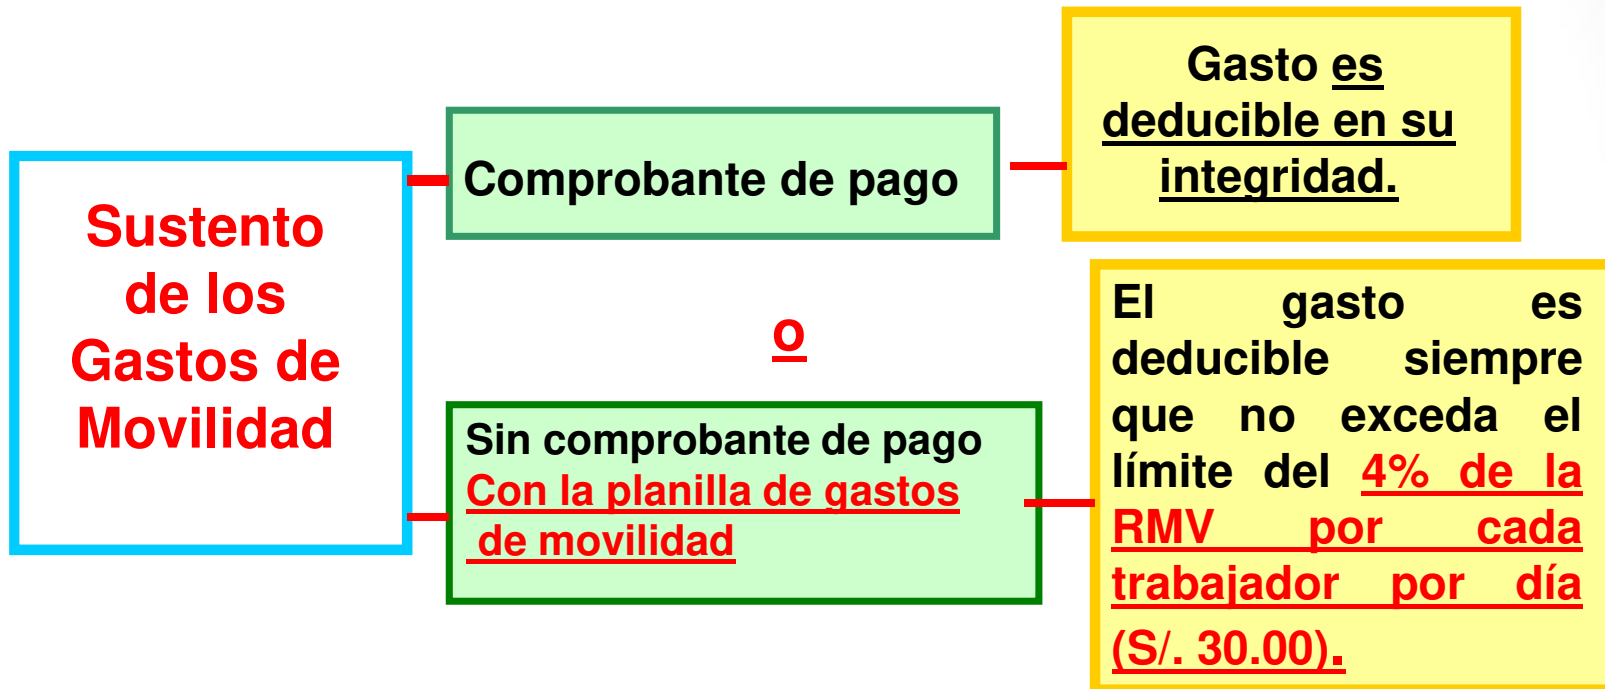 Sustento
de los
Gastos de
Movilidad
Comprobante de pago
Gasto es
deducible en su
integridad.
o
Sin comprobante de pago
Con la planilla de gastos
de movilidad
El gasto es
deducible siempre
que no exceda el
límite del 4% de la
RMV por cada
trabajador por día
(S/. 30.00).